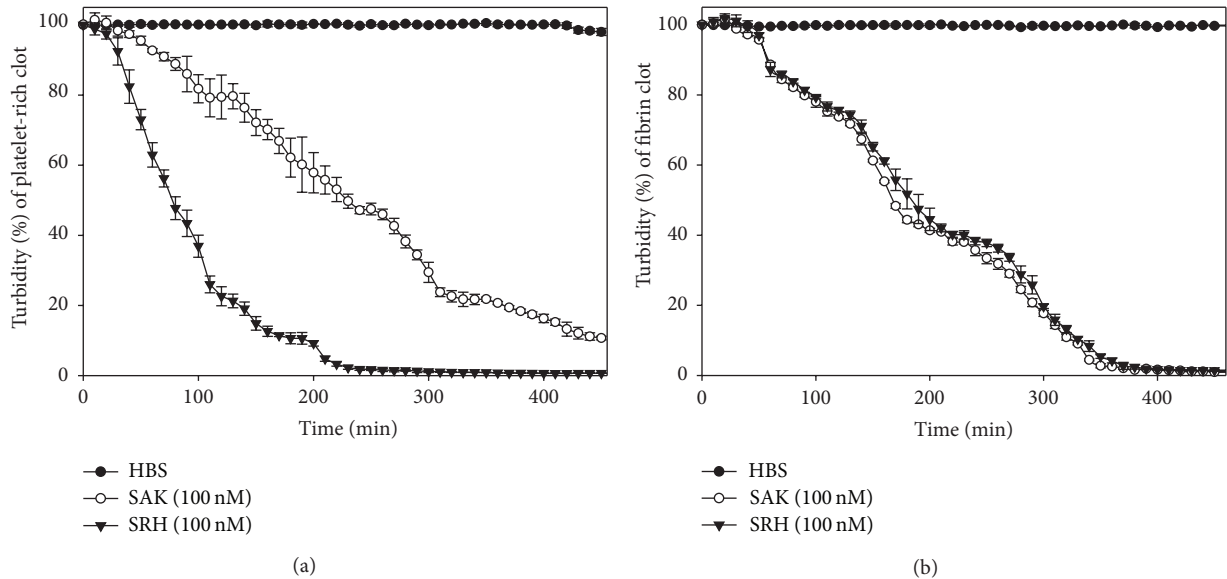 100
80
60
40
20
0
Turbidity (%) of platelet-rich clot
0 100 200 300 400
Time (min)
HBS
SAK (100 nM)
SRH (100 nM)
(a)
100
80
60
40
20
0
Turbidity (%) of fibrin clot
0 100 200 300 400
Time (min)
HBS
SAK (100 nM)
SRH (100 nM)
(b)